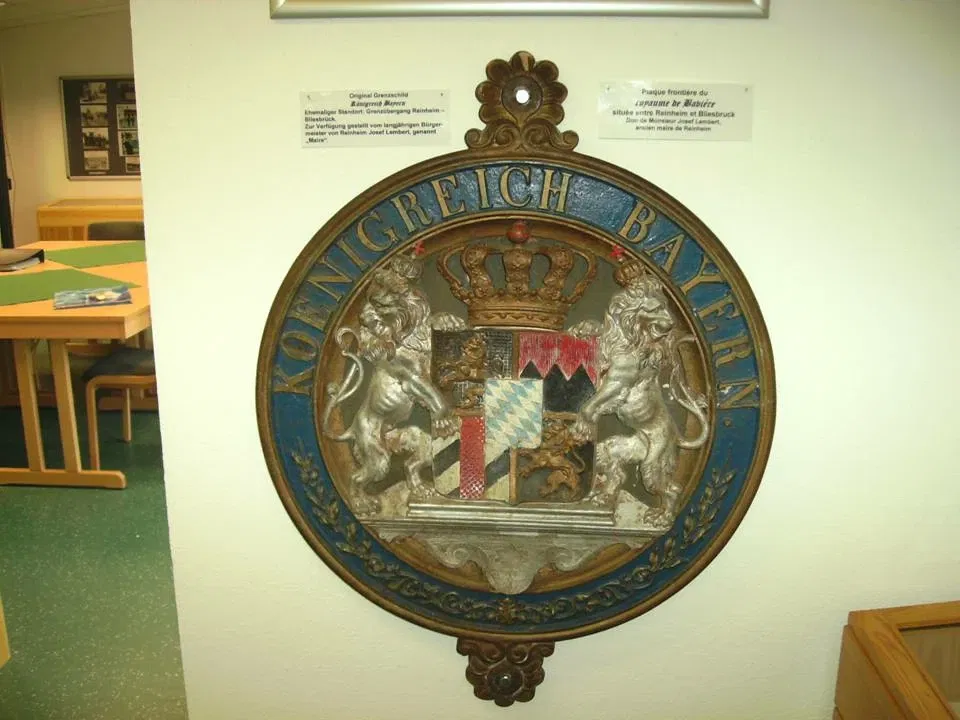 Original Grenzschild
Königreich Bayern
Ehemaliger Standort: Grenzübergang Reinheim –
Bliesbruck.
Zur Verfügung gestellt vom langjährigen Bürger-
meister von Reinheim Josef Lembert, genannt
„Maire“.
Plaque frontière du
royaume de Bavière
située entre Reinheim et Bliesbruck
Don de Monsieur Josef Lembert,
ancien maire de Reinheim
KOENIGREICH BAYERN.